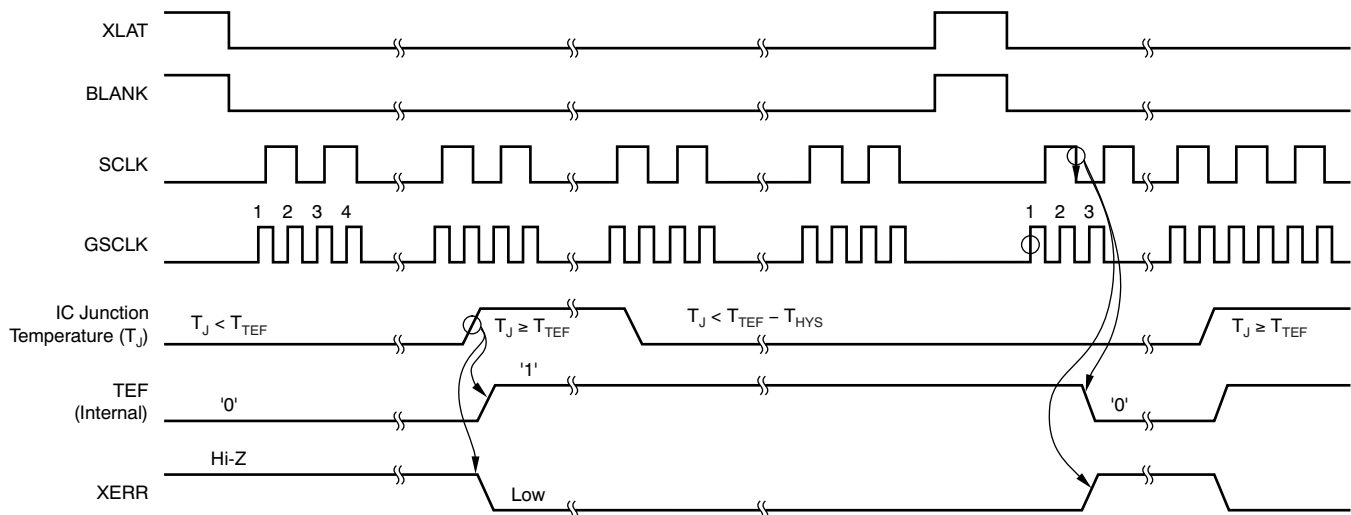 XLAT
BLANK
SCLK
1 2 3 4 1 2 3
GSCLK
IC Junction
Temperature (TJ)
TJ < TTEF
TJ ≥ TTEF
TJ < TTEF – THYS
TJ ≥ TTEF
TEF
(Internal)
'0'
'1'
'0'
Hi-Z
XERR
Low